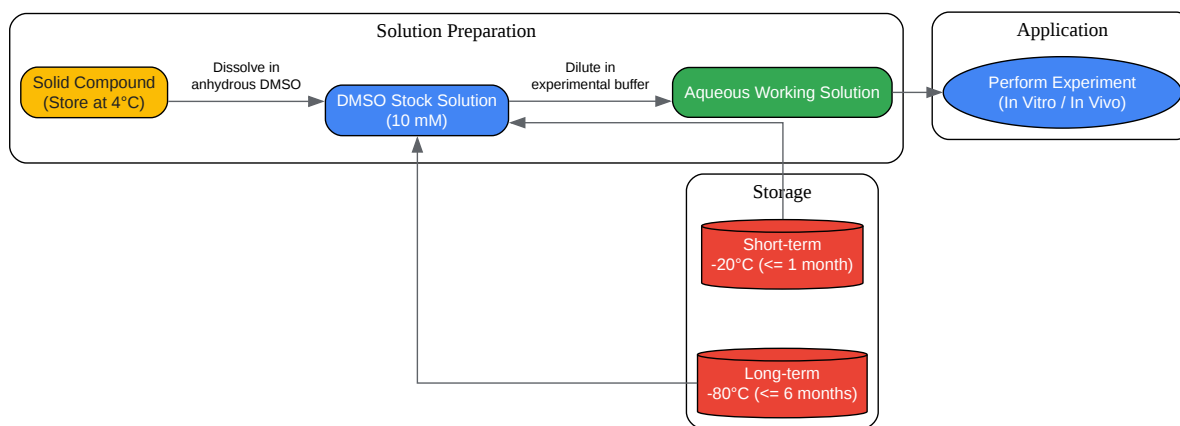 Solution Preparation
Solid Compound
(Store at 4°C)
Dissolve in
anhydrous DMSO
DMSO Stock Solution
(10 mM)
Dilute in
experimental buffer
Aqueous Working Solution
Application
Perform Experiment
(In Vitro / In Vivo)
Storage
Short-term
-20°C (<= 1 month)
Long-term
-80°C (<= 6 months)